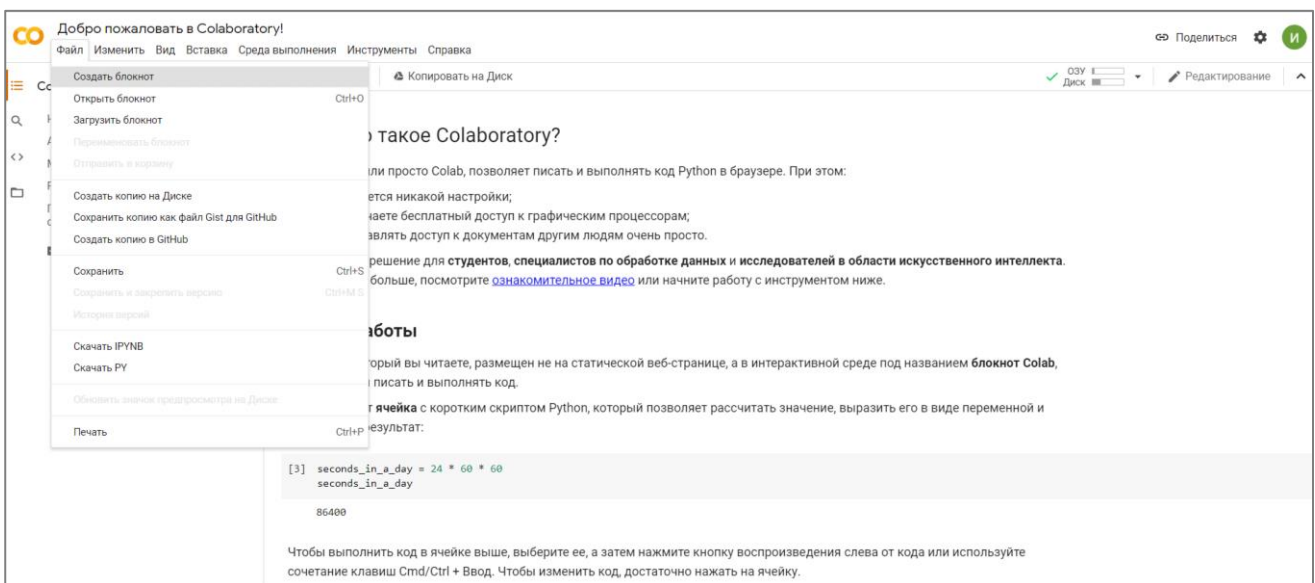 Добро пожаловать в Colaboratory!
Файл Изменить Вид Вставка Среда выполнения Инструменты Справка
Поделиться
И
Создать блокнот
Копировать на Диск
ОЗУ
Диск
Редактирование
Открыть блокнот Ctrl+O
Загрузить блокнот
Переименовать блокнот
Отправить в корзину
Создать копию на Диске
Сохранить копию как файл Gist для GitHub
Создать копию в GitHub
Сохранить Ctrl+S
Сохранить и закрепить версию Ctrl+M S
История версий
Скачать IPYNB
Скачать PY
Обновить значок предпросмотра на Диске
Печать Ctrl+P
такое Colaboratory?
ли просто Colab, позволяет писать и выполнять код Python в браузере. При этом:
ется никакой настройки;
чаете бесплатный доступ к графическим процессорам;
авлять доступ к документам другим людям очень просто.
решение для студентов, специалистов по обработке данных и исследователей в области искусственного интеллекта.
больше, посмотрите ознакомительное видео или начните работу с инструментом ниже.
аботы
орый вы читаете, размещен не на статической веб-странице, а в интерактивной среде под названием блокнот Colab,
писать и выполнять код.
т ячейка с коротким скриптом Python, который позволяет рассчитать значение, выразить его в виде переменной и
езультат:
[3] seconds_in_a_day = 24 * 60 * 60
seconds_in_a_day
86400
Чтобы выполнить код в ячейке выше, выберите ее, а затем нажмите кнопку воспроизведения слева от кода или используйте
сочетание клавиш Cmd/Ctrl + Ввод. Чтобы изменить код, достаточно нажать на ячейку.